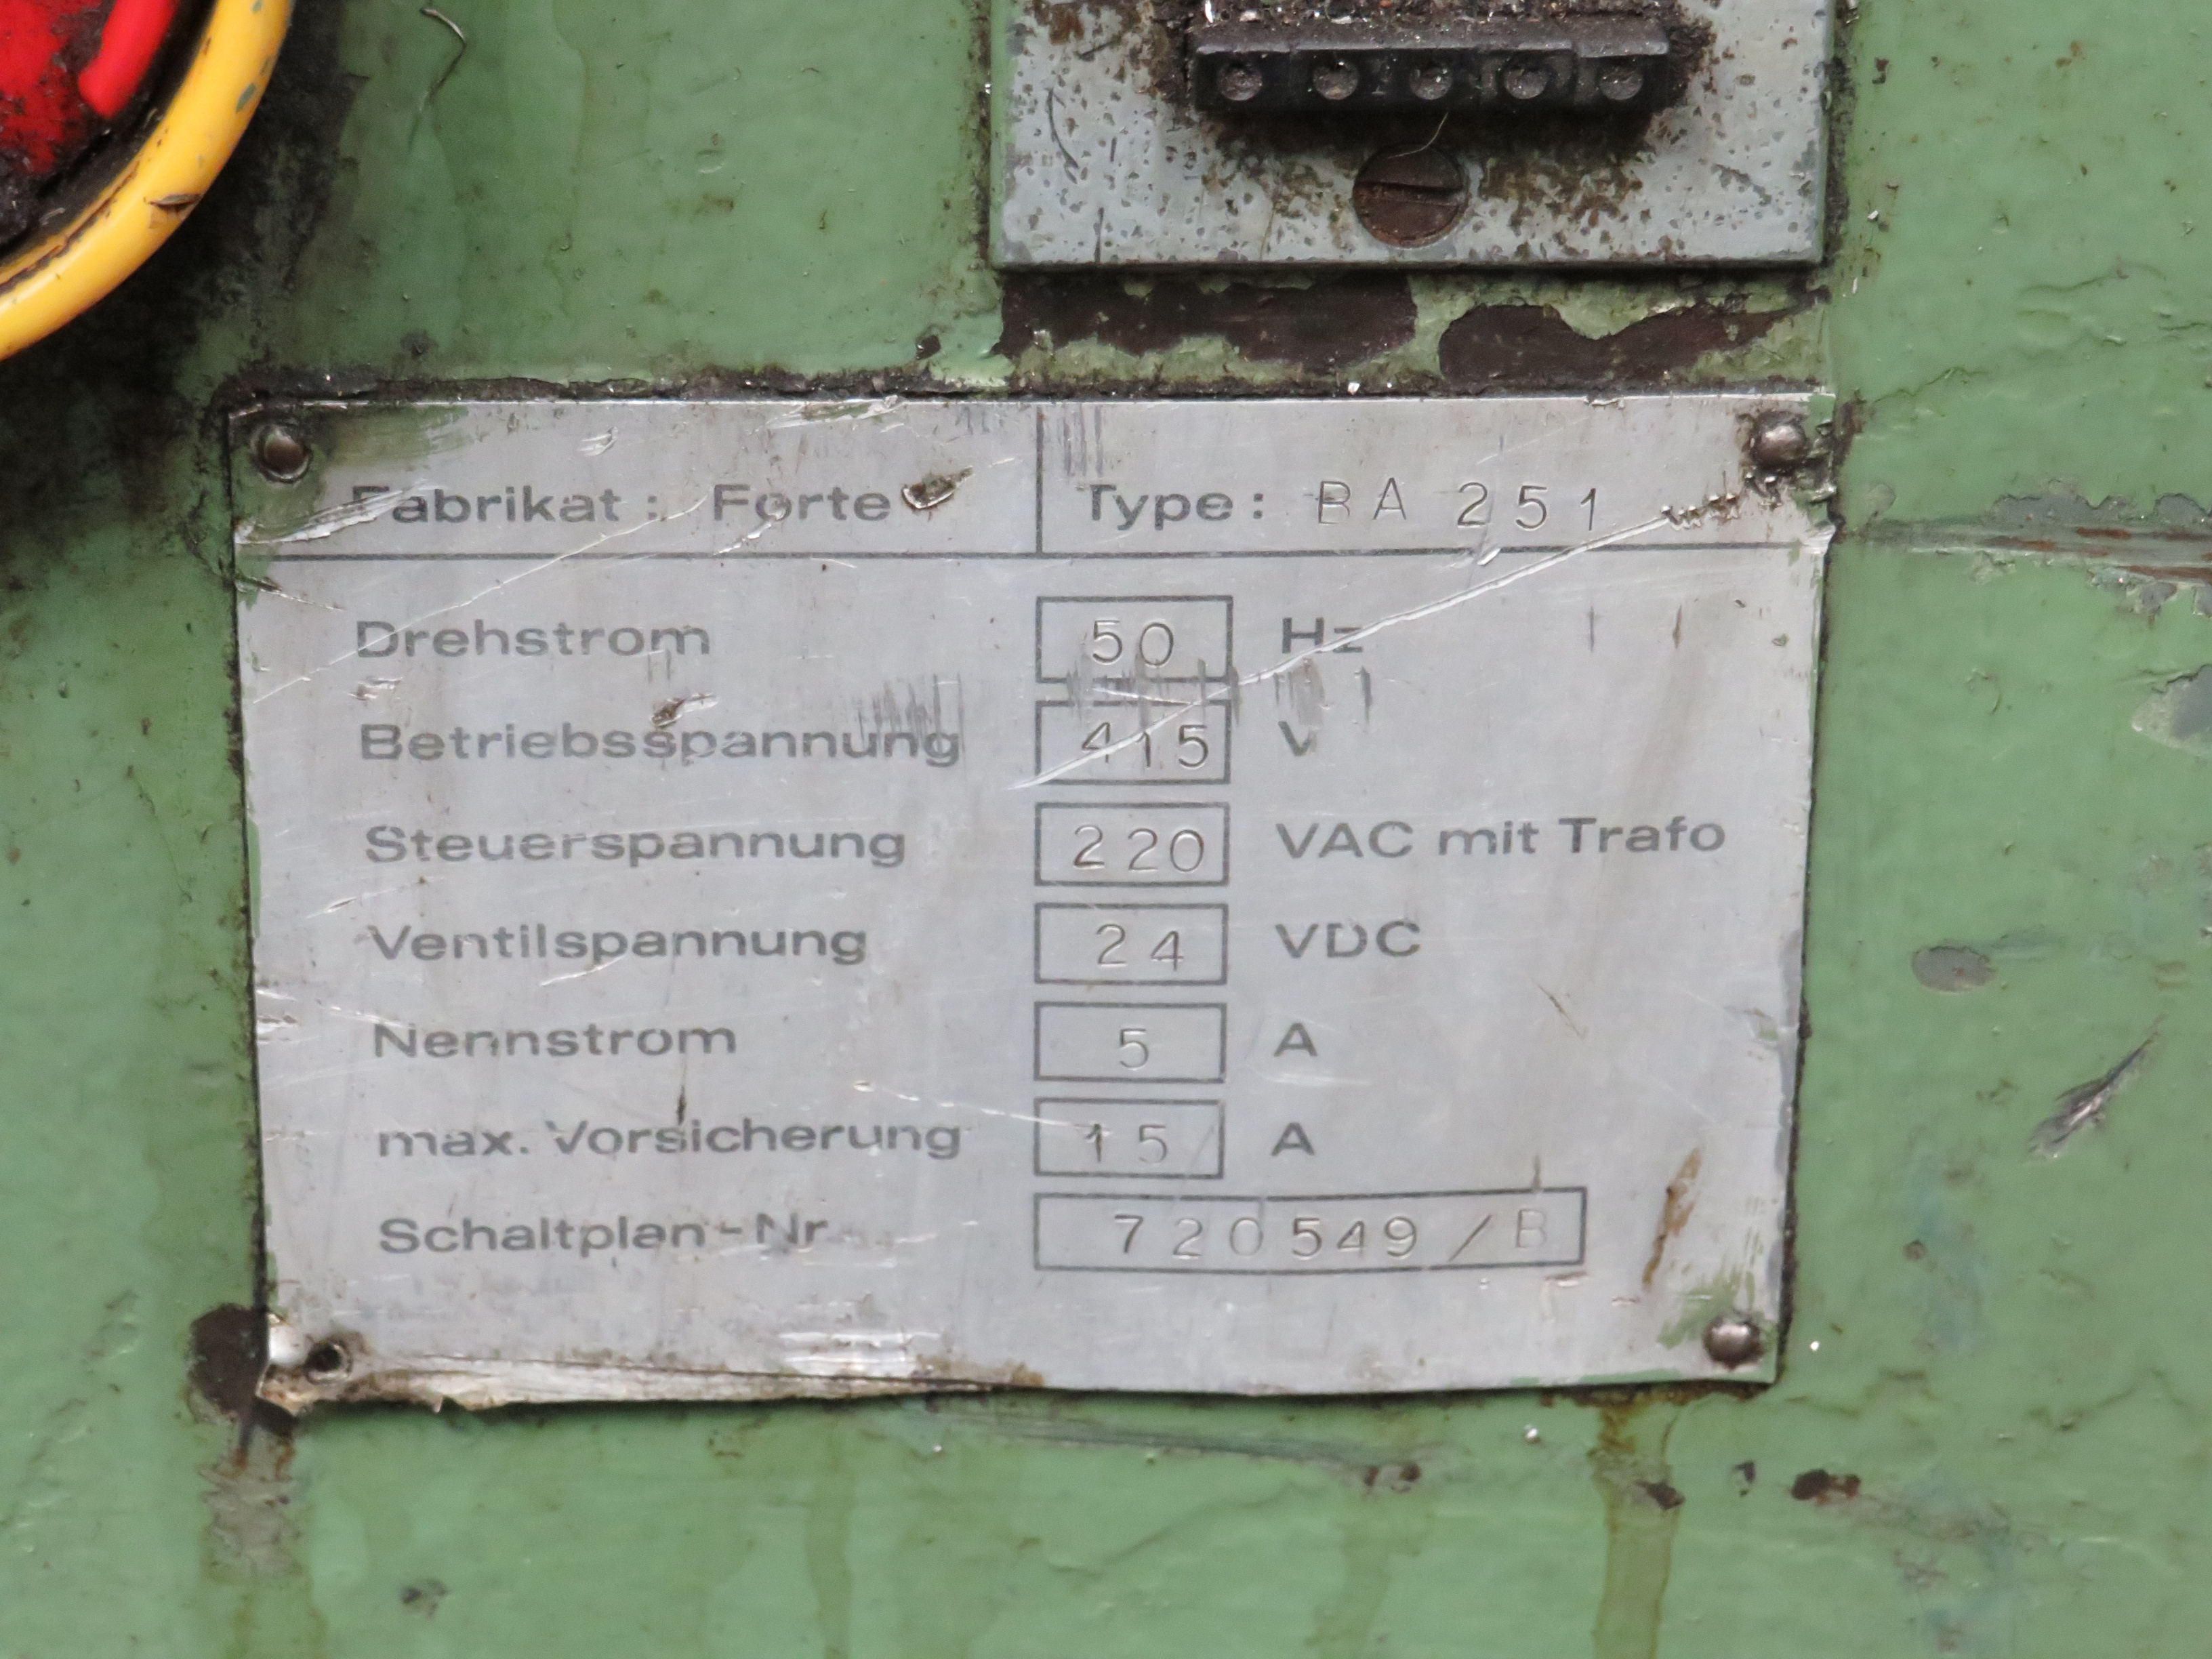 Fabrikat: Forte Type: BA 251
Drehstrom 50 Hz
Betriebsspannung 415 V
Steuerspannung 220 VAC mit Trafo
Ventilspannung 24 VDC
Nennstrom 5 A
max. Vorsicherung 15 A
Schaltplan-Nr 720549/B